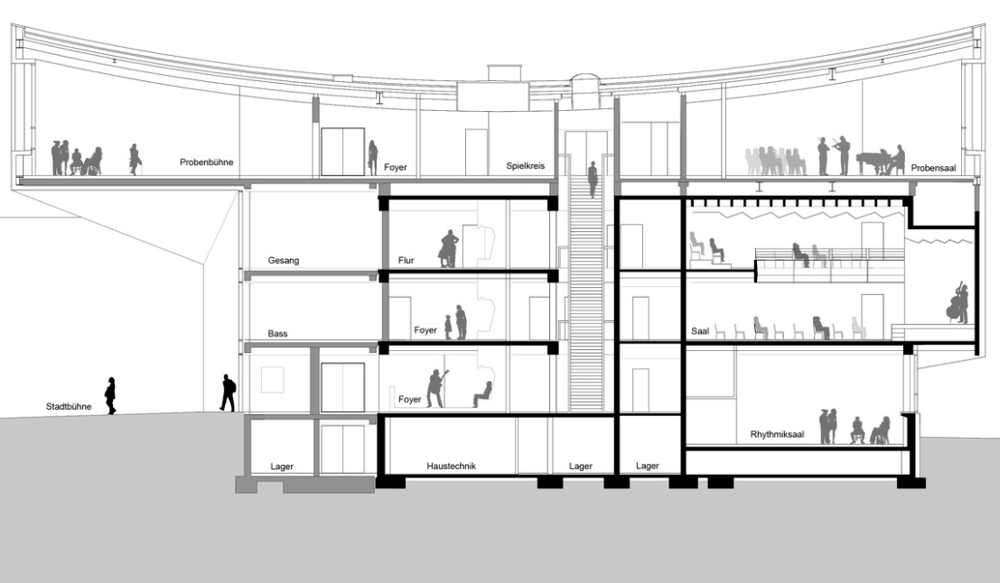 Probenbühne
Foyer
Spielkreis
Probensaal
Gesang
Flur
Bass
Foyer
Saal
Stadtbühne
Foyer
Rhythmiksaal
Lager
Haustechnik
Lager
Lager